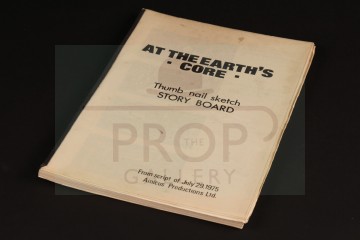 AT THE EARTH'S
· CORE ·
Thumb nail sketch
STORY BOARD
THE
PROP
GALLERY
From script of July 29, 1975
Amicus Productions Ltd.